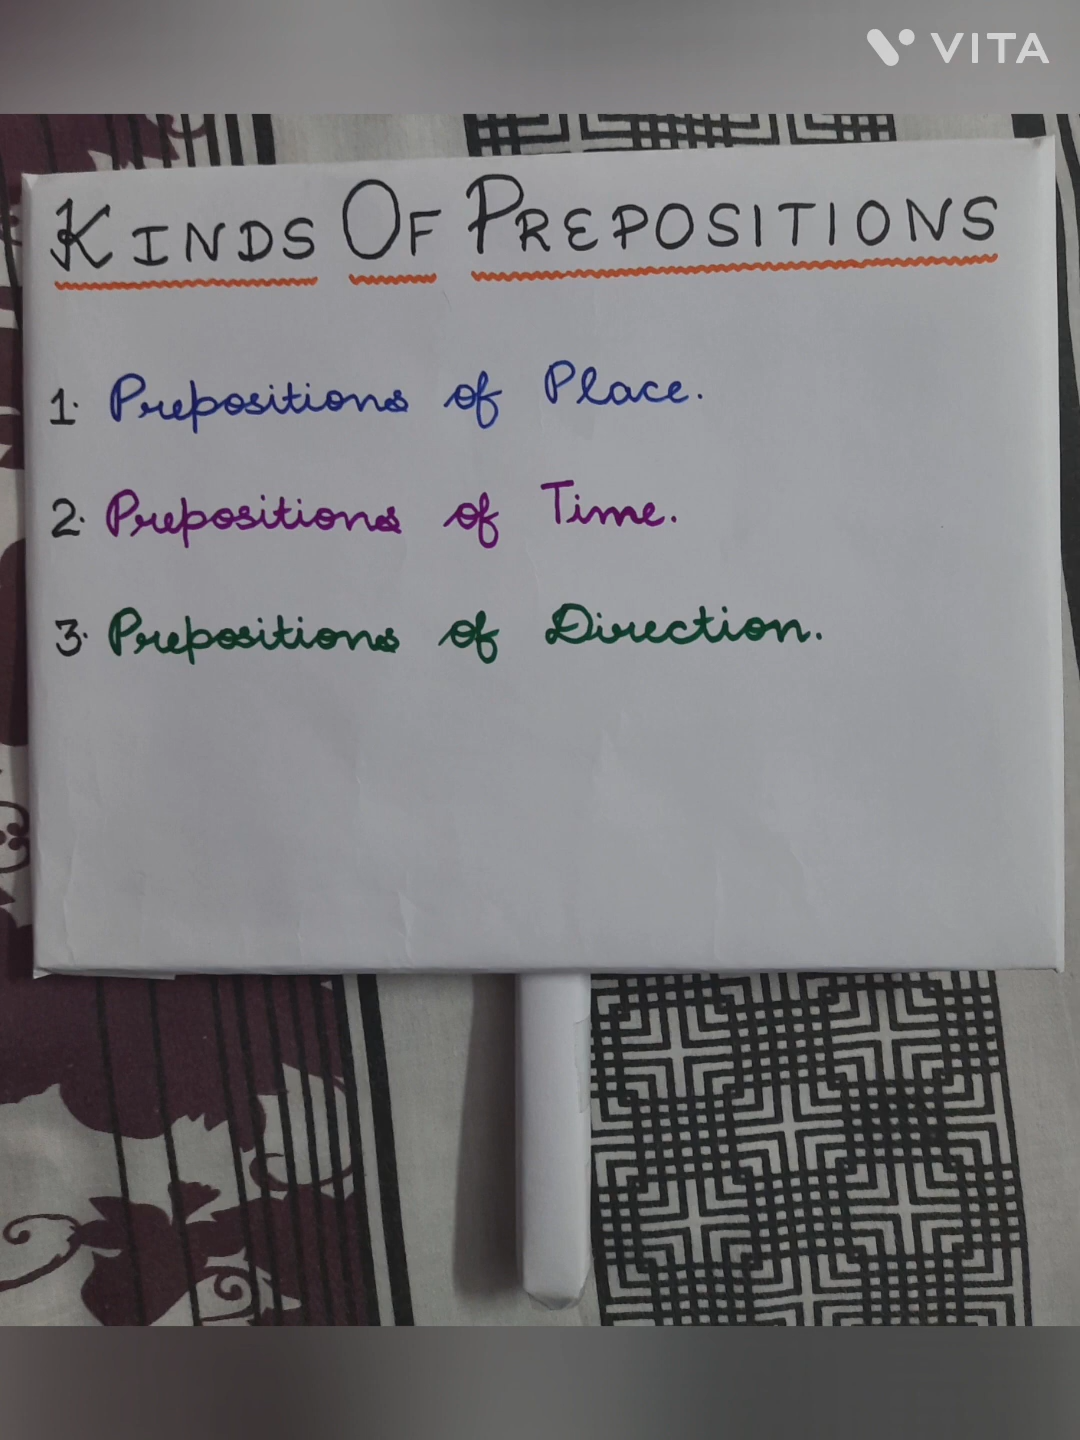 VITA
KINDS OF PREPOSITIONS
1. Prepositions of Place.
2. Prepositions of Time.
3. Prepositions of Direction.